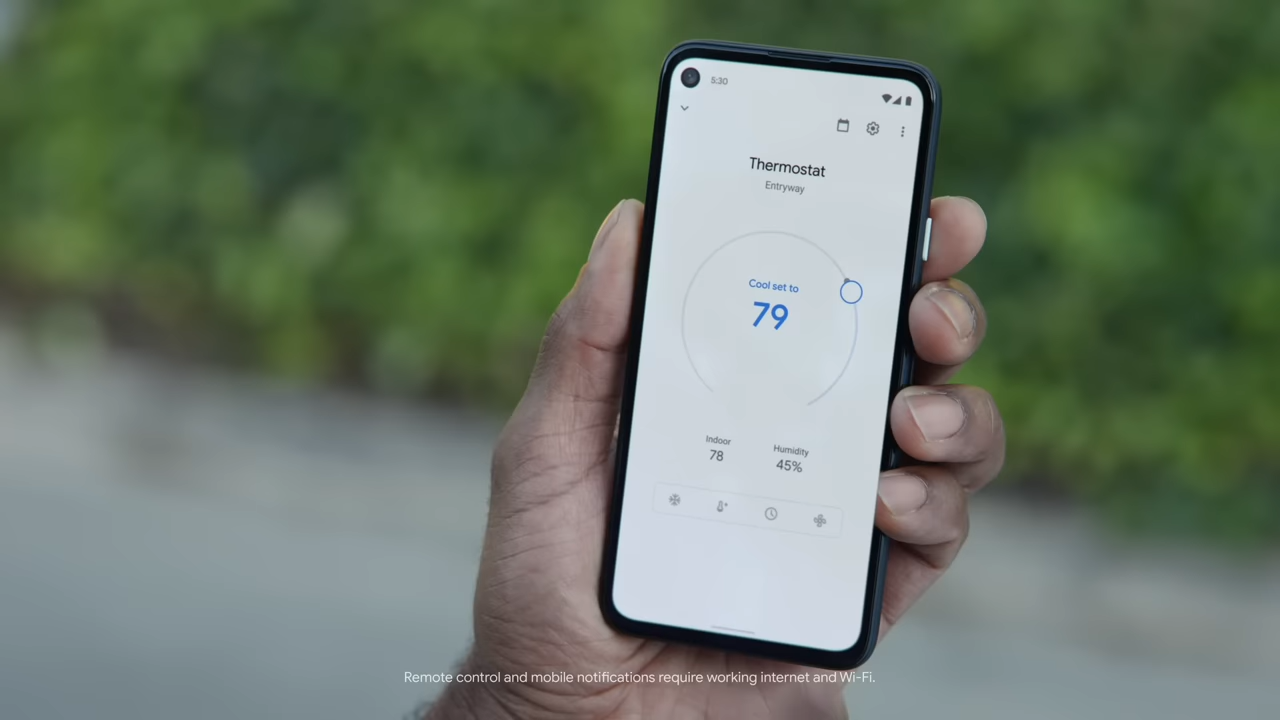 5:30
Thermostat
Entryway
Cool set to
79
Indoor
78
Humidity
45%
Remote control and mobile notifications require working internet and Wi-Fi.